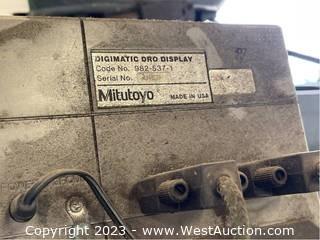 DIGIMATIC DRO DISPLAY
Code No. 982-537-1
Serial No.
Mitutoyo MADE IN USA
Copyright 2023 - www.WestAuction.com